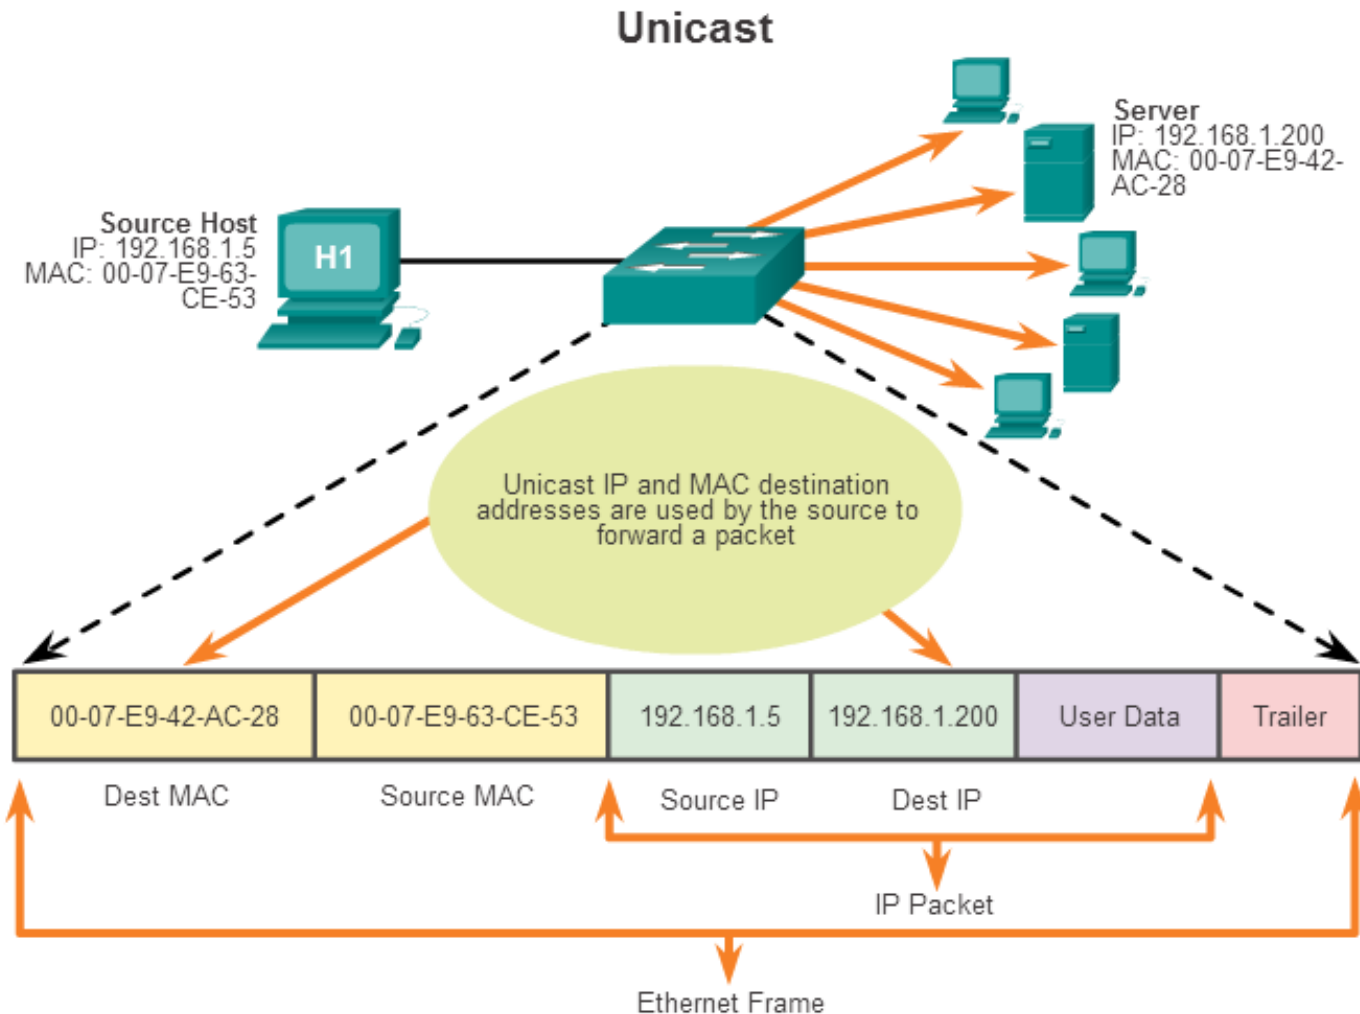 Unicast
Server
IP: 192.168.1.200
MAC: 00-07-E9-42-
AC-28
Source Host
IP: 192.168.1.5
MAC: 00-07-E9-63-
CE-53
H1
Unicast IP and MAC destination
addresses are used by the source to
forward a packet
00-07-E9-42-AC-28
00-07-E9-63-CE-53
192.168.1.5
192.168.1.200
User Data
Trailer
Dest MAC
Source MAC
Source IP
Dest IP
IP Packet
Ethernet Frame